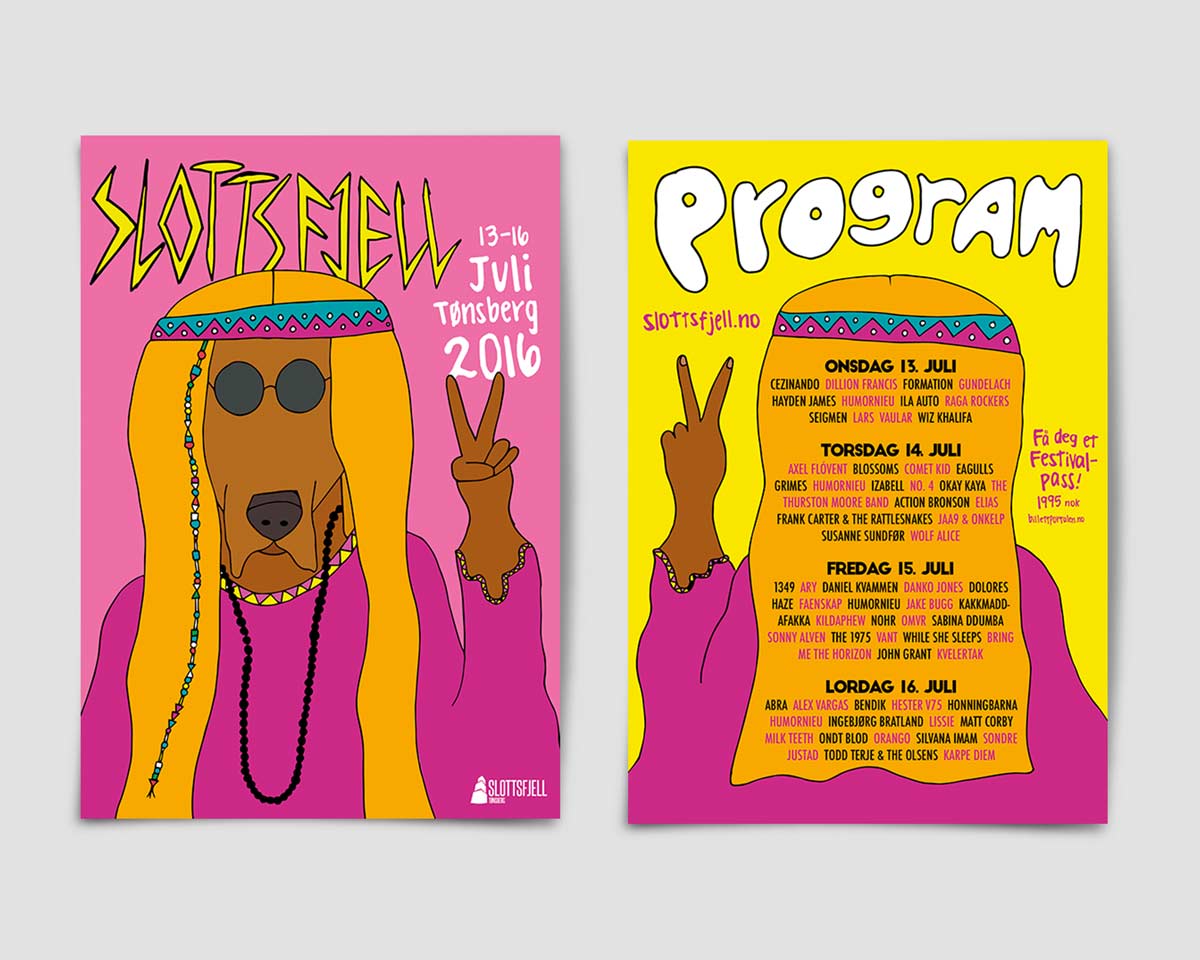 SLOTTSFJELL
13-16
Juli
Tønsberg
2016
SLOTTSFJELL
TØNSBERG
Program
Slottsfjell.no
ONSDAG 13. JULI
CEZINANDO DILLION FRANCIS FORMATION GUNDELACH
HAYDEN JAMES HUMORNIEU ILA AUTO RAGA ROCKERS
SEIGMEN LARS VAULAR WIZ KHALIFA
TORSDAG 14. JULI
AXEL FLÓVENT BLOSSOMS COMET KID EAGULLS
GRIMES HUMORNIEU IZABELL NO. 4 OKAY KAYA THE
THURSTON MOORE BAND ACTION BRONSON ELIAS
FRANK CARTER & THE RATTLESNAKES JAA9 & ONKELP
SUSANNE SUNDFØR WOLF ALICE
FREDAG 15. JULI
1349 ARY DANIEL KVAMMEN DANKO JONES DOLORES
HAZE FAENSKAP HUMORNIEU JAKE BUGG KAKKMADD-
AFAKKA KILDAPHEW NOHR OMVR SABINA DDUMBA
SONNY ALVEN THE 1975 VANT WHILE SHE SLEEPS BRING
ME THE HORIZON JOHN GRANT KVELERTAK
LORDAG 16. JULI
ABRA ALEX VARGAS BENDIK HESTER V75 HONNINGBARNA
HUMORNIEU INGEBJØRG BRATLAND LISSIE MATT CORBY
MILK TEETH ONDT BLOD ORANGO SILVANA IMAM SONDRE
JUSTAD TODD TERJE & THE OLSENS KARPE DIEM
Få deg et
Festival-
pass!
1995 nok
billettportalen.no